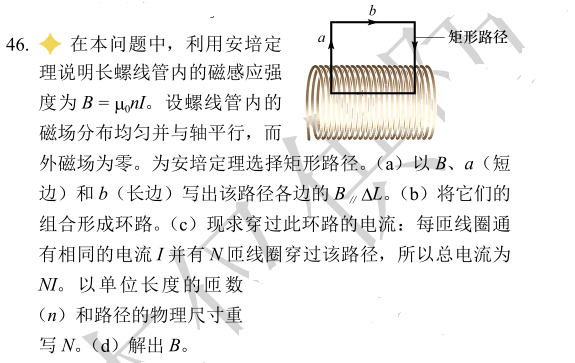 46. 在本问题中，利用安培定
理说明长螺线管内的磁感应强
度为 B = μ₀nI。设螺线管内的
磁场分布均匀并与轴平行，而
外磁场为零。为安培定理选择矩形路径。（a）以 B、a（短
边）和 b（长边）写出该路径各边的 B∥ ΔL。（b）将它们的
组合形成环路。（c）现求穿过此环路的电流：每匝线圈通
有相同的电流 I 并有 N 匝线圈穿过该路径，所以总电流为
NI。以单位长度的匝数
（n）和路径的物理尺寸重
写 N。（d）解出 B。
b
a
矩形路径